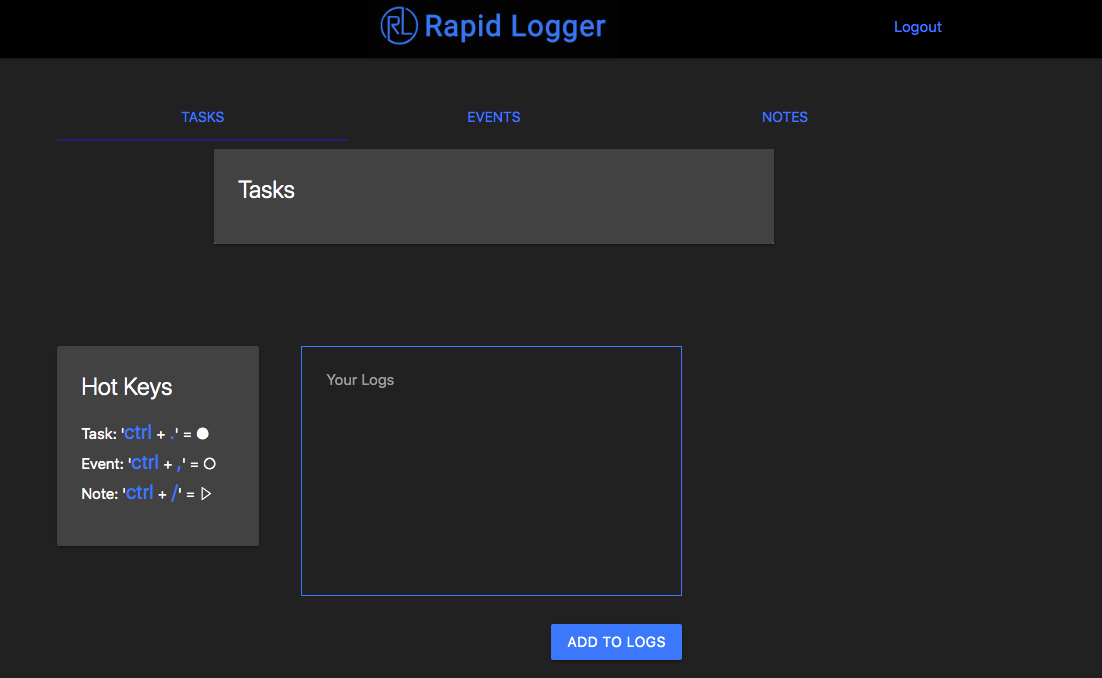 RL Rapid Logger
Logout
TASKS
EVENTS
NOTES
Tasks
Hot Keys
Task: 'ctrl + .' = ●
Event: 'ctrl + ,' = ○
Note: 'ctrl + /' = ▷
Your Logs
ADD TO LOGS